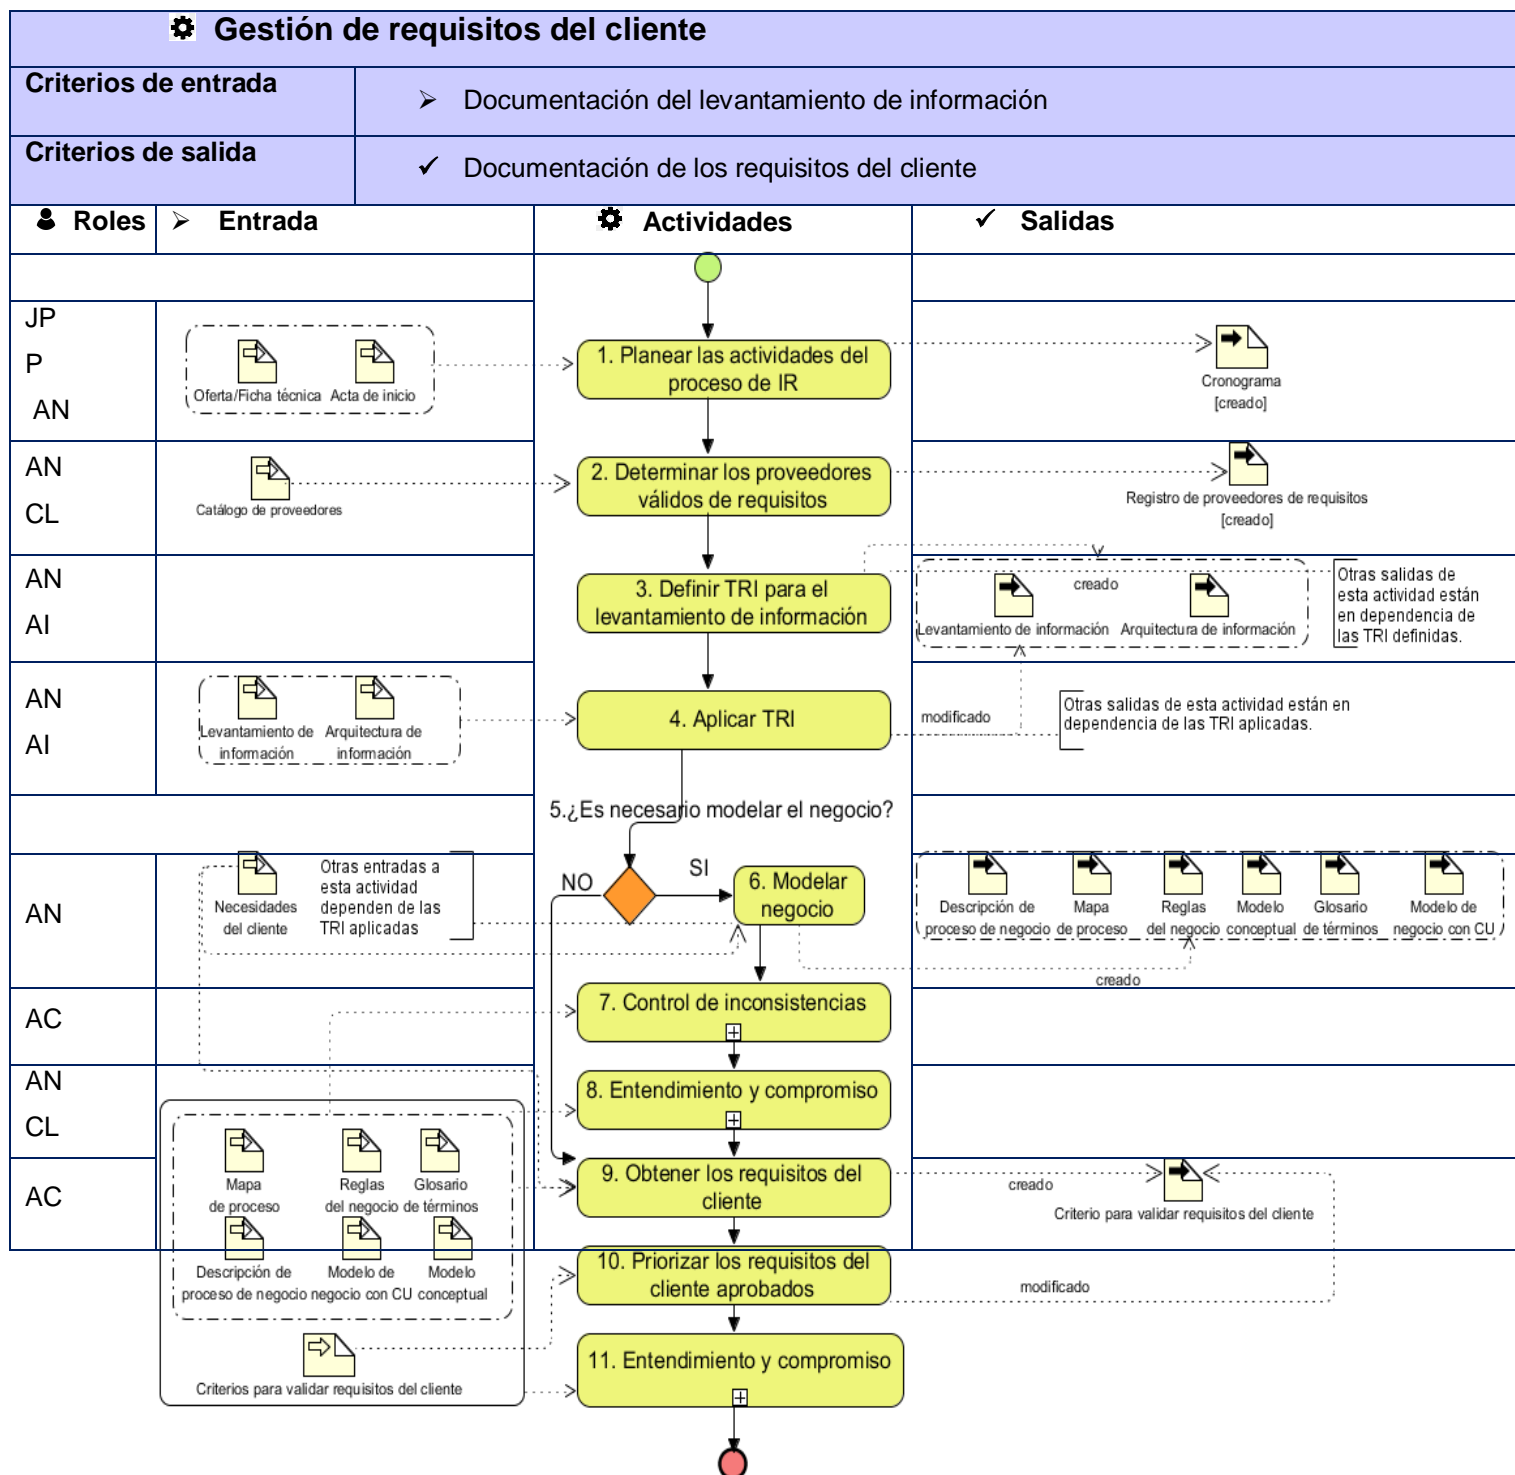 Gestión de requisitos del cliente
Criterios de entrada
Documentación del levantamiento de información
Criterios de salida
Documentación de los requisitos del cliente
Roles
Entrada
Actividades
Salidas
JP
P
AN
Oferta/Ficha técnica
Acta de inicio
1. Planear las actividades del
proceso de IR
Cronograma
[creado]
AN
CL
Catálogo de proveedores
2. Determinar los proveedores
válidos de requisitos
Registro de proveedores de requisitos
[creado]
AN
AI
3. Definir TRI para el
levantamiento de información
creado
Levantamiento de información
Arquitectura de información
Otras salidas de
esta actividad están
en dependencia de
las TRI definidas.
AN
AI
Levantamiento de
información
Arquitectura de
información
4. Aplicar TRI
modificado
Otras salidas de esta actividad están en
dependencia de las TRI aplicadas.
5.¿Es necesario modelar el negocio?
AN
Necesidades
del cliente
Otras entradas a
esta actividad
dependen de las
TRI aplicadas
NO
SI
6. Modelar
negocio
Descripción de
proceso de negocio
Mapa
de proceso
Reglas
del negocio
Modelo
conceptual
Glosario
de términos
Modelo de
negocio con CU
creado
AC
7. Control de inconsistencias
AN
CL
8. Entendimiento y compromiso
AC
Mapa
de proceso
Reglas
del negocio
Glosario
de términos
9. Obtener los requisitos del
cliente
creado
Criterio para validar requisitos del cliente
Descripción de
proceso de negocio
Modelo de
negocio con CU
Modelo
conceptual
10. Priorizar los requisitos del
cliente aprobados
modificado
Criterios para validar requisitos del cliente
11. Entendimiento y compromiso